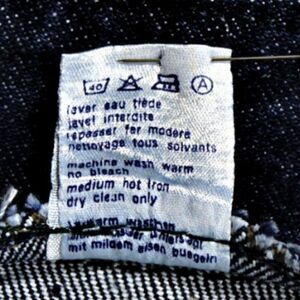 40 A
laver eau tiède
javel interdite
repasser fer modere
nettoyage tous solvants
machine wash warm
no bleach
medium hot iron
dry clean only
waschen
mit mildem eisen buegeln